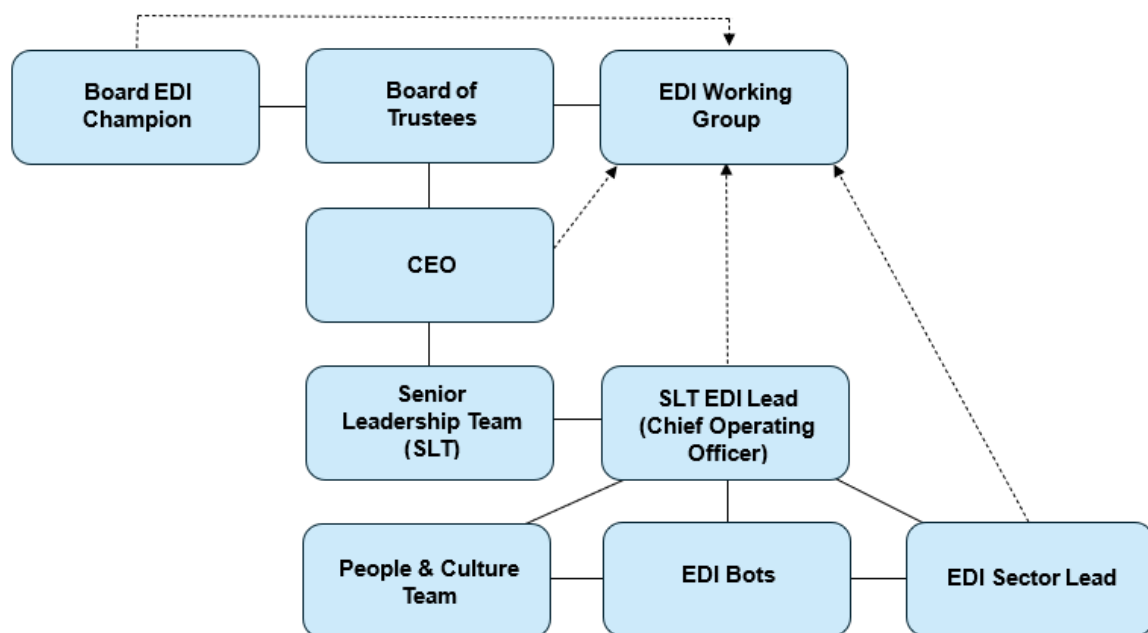 Board EDI
Champion
Board of
Trustees
EDI Working
Group
CEO
Senior
Leadership Team
(SLT)
SLT EDI Lead
(Chief Operating
Officer)
People & Culture
Team
EDI Bots
EDI Sector Lead